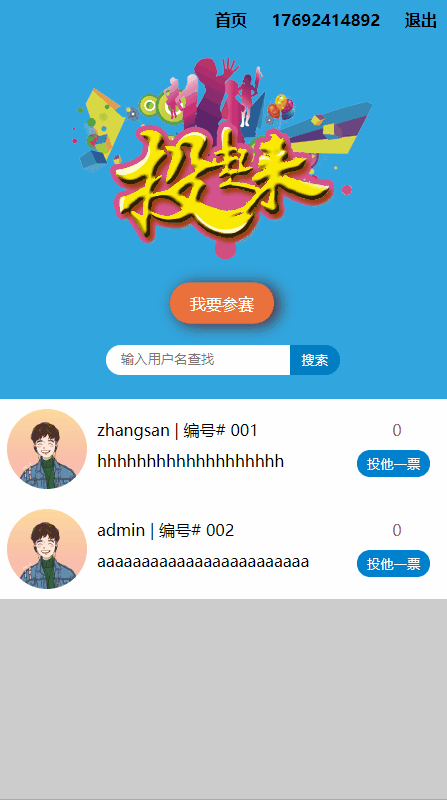 首页 17692414892 退出
投起来
我要参赛
输入用户名查找 搜索
zhangsan | 编号# 001 0
hhhhhhhhhhhhhhhhhhh 投他一票
admin | 编号# 002 0
aaaaaaaaaaaaaaaaaaaaaaaa 投他一票